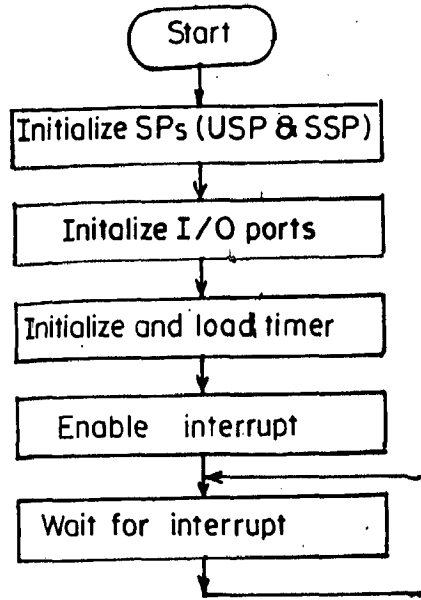 Start
Initialize SPs (USP & SSP)
Initalize I/O ports
Initialize and load timer
Enable interrupt
Wait for interrupt